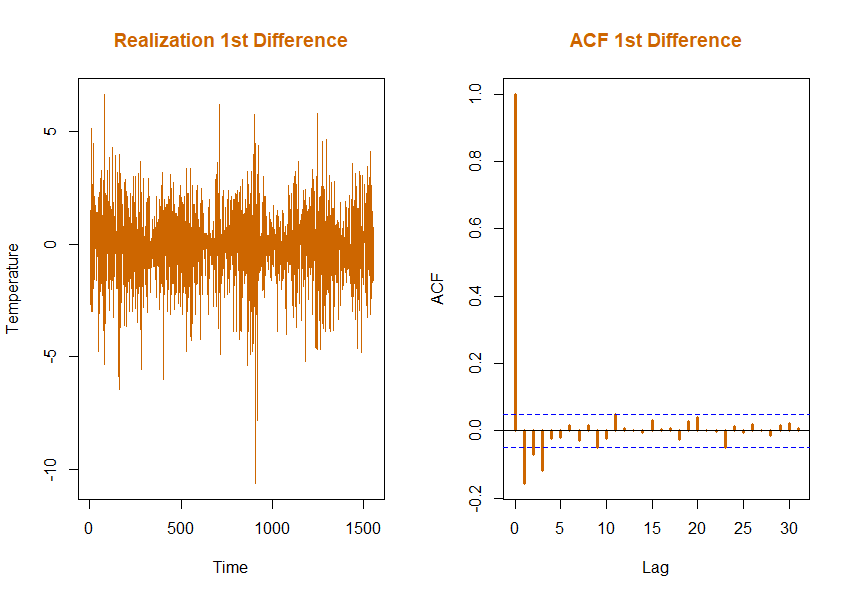 Realization 1st Difference
Temperature
5
0
-5
-10
0 500 1000 1500
Time
ACF 1st Difference
ACF
1.0
0.8
0.6
0.4
0.2
0.0
-0.2
0 5 10 15 20 25 30
Lag